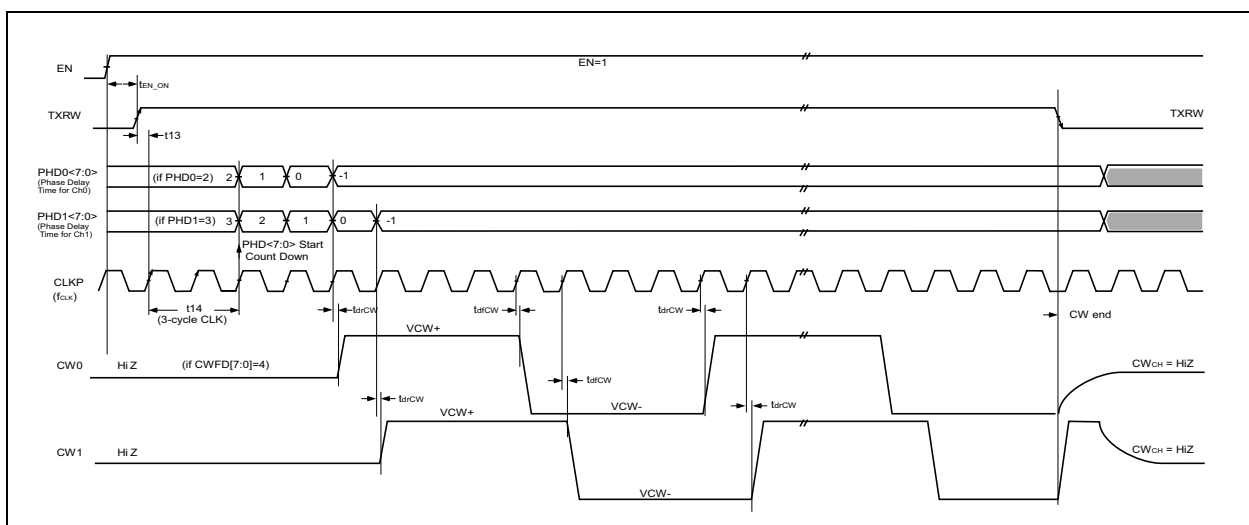 EN
EN=1
tEN_ON
TXRW
TXRW
t13
PHD0<7:0>
(Phase Delay
Time for Ch0)
(if PHD0=2)
2
1
0
-1
PHD1<7:0>
(Phase Delay
Time for Ch1)
(if PHD1=3)
3
2
1
0
-1
PHD<7:0> Start
Count Down
CLKP
(fCLK)
t14
(3-cycle CLK)
tdrCW
tdfCW
tdrCW
CW end
VCW+
CW0
Hi Z
(if CWFD[7:0]=4)
tdfCW
CWCH = HiZ
tdrCW
VCW+
VCW-
tdrCW
CW1
Hi Z
CWCH = HiZ
VCW-